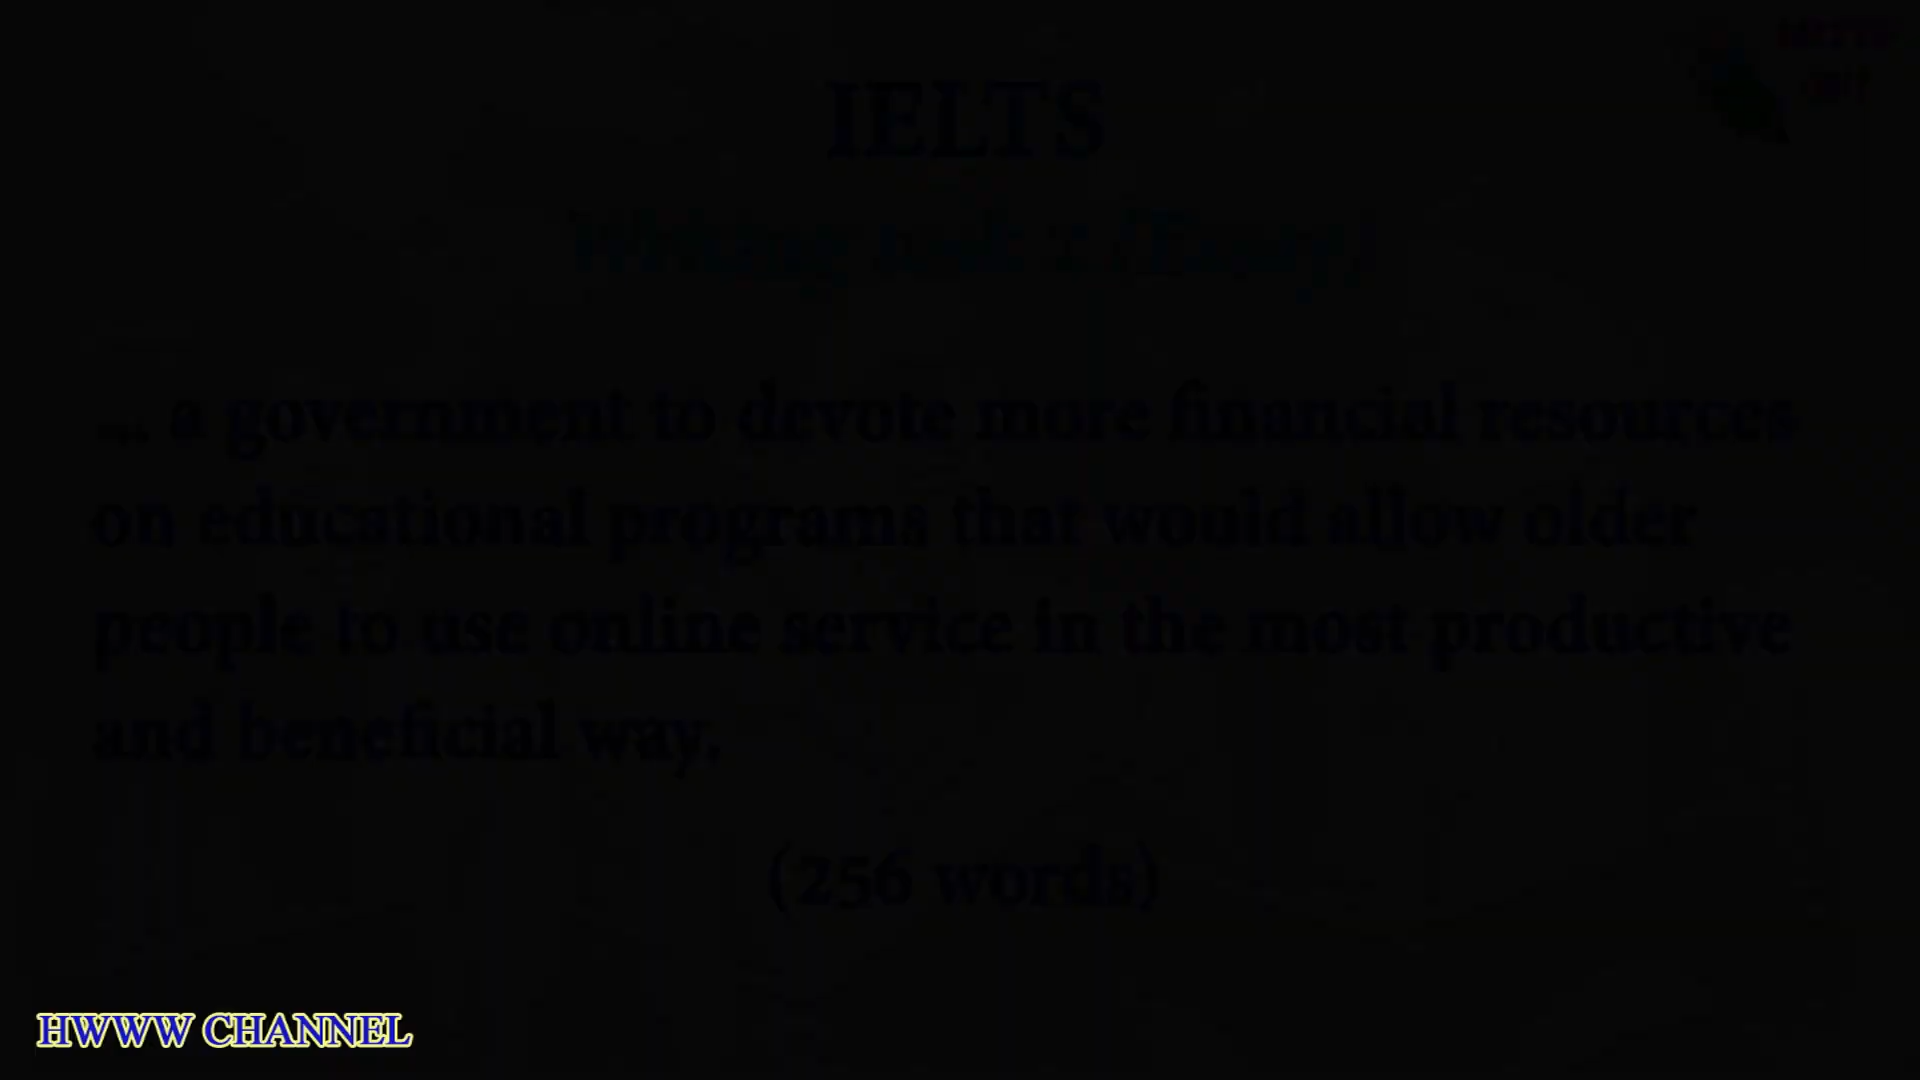 IELTS
Writing task 2 (Essay)
... a government to devote more financial resources
on educational programs that would allow older
people to use online service in the most productive
and beneficial way.
(256 words)
HWWW CHANNEL